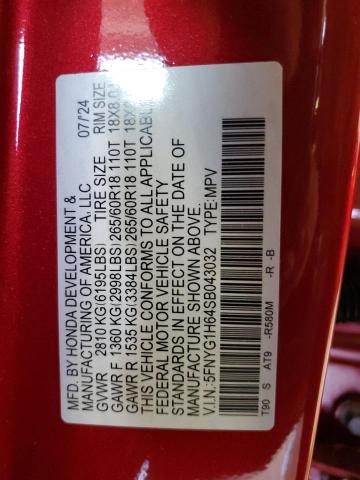 MFD. BY HONDA DEVELOPMENT &
MANUFACTURING OF AMERICA, LLC 07/24
GVWR 2810 KG(6195LBS) TIRE SIZE RIM SIZE
GAWR F 1360 KG(2998LBS)265/60R18 110T 18X8.0J
GAWR R 1535 KG(3384LBS)265/60R18 110T 18X
THIS VEHICLE CONFORMS TO ALL APPLICABLE
FEDERAL MOTOR VEHICLE SAFETY
STANDARDS IN EFFECT ON THE DATE OF
MANUFACTURE SHOWN ABOVE.
V.I.N.:5FNYG1H64SB043032 TYPE:MPV
T90 S AT9 -R580M -R -B